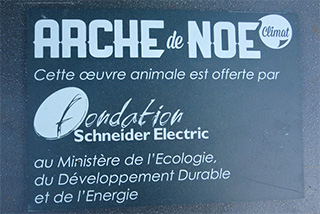 ARCHE de NOE Climat
Cette œuvre animale est offerte par
Fondation
Schneider Electric
au Ministère de l'Ecologie,
du Développement Durable
et de l'Energie